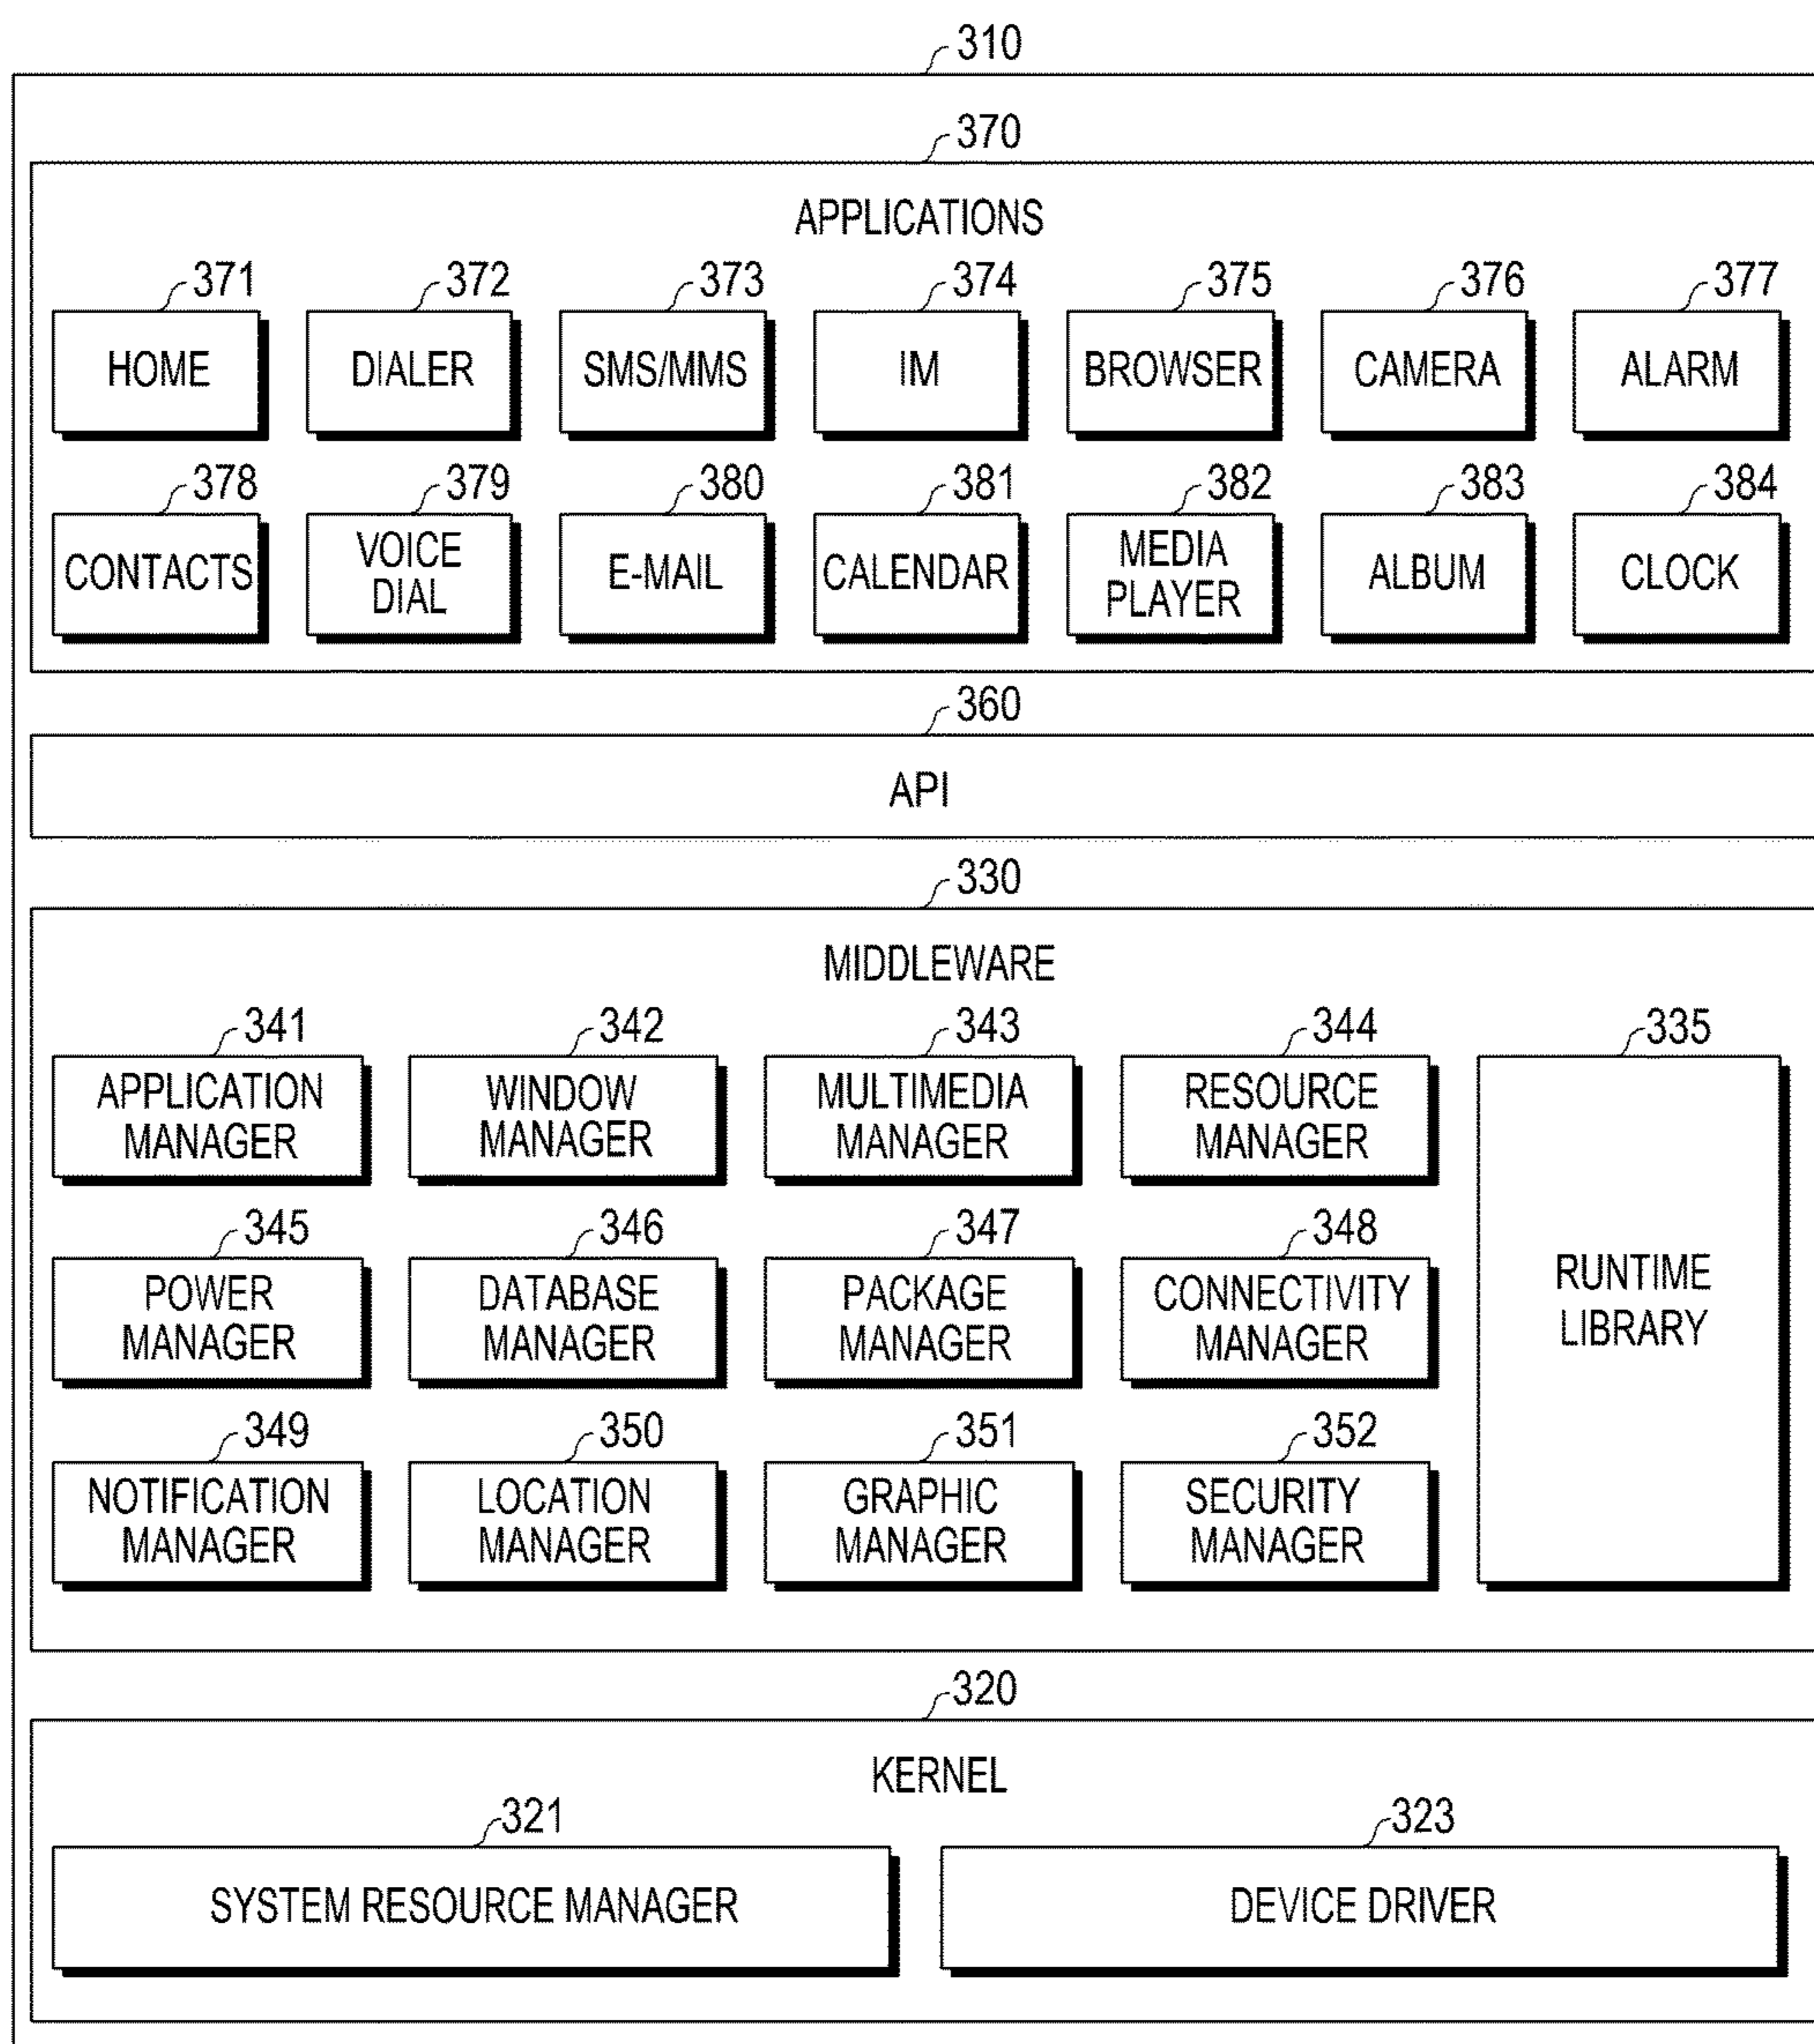 310
370
APPLICATIONS
371 372 373 374 375 376 377
HOME DIALER SMS/MMS IM BROWSER CAMERA ALARM
378 379 380 381 382 383 384
CONTACTS VOICE DIAL E-MAIL CALENDAR MEDIA PLAYER ALBUM CLOCK
360
API
330
MIDDLEWARE
341 342 343 344 335
APPLICATION MANAGER WINDOW MANAGER MULTIMEDIA MANAGER RESOURCE MANAGER
345 346 347 348
POWER MANAGER DATABASE MANAGER PACKAGE MANAGER CONNECTIVITY MANAGER RUNTIME LIBRARY
349 350 351 352
NOTIFICATION MANAGER LOCATION MANAGER GRAPHIC MANAGER SECURITY MANAGER
320
KERNEL
321 323
SYSTEM RESOURCE MANAGER DEVICE DRIVER